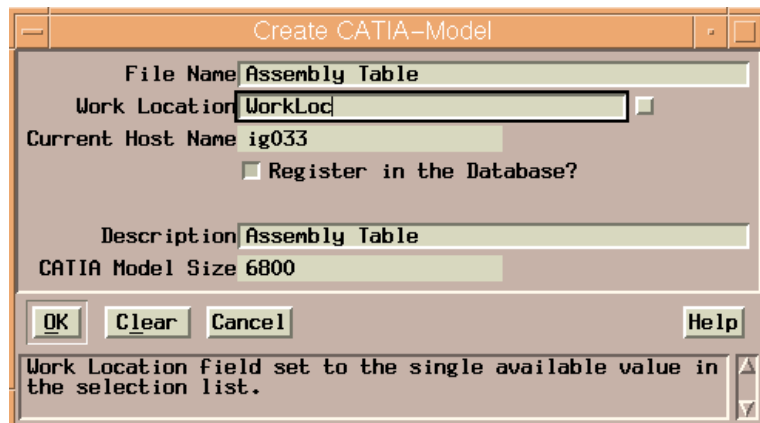 Create CATIA-Model
File Name Assembly Table
Work Location WorkLoc
Current Host Name ig033
Register in the Database?
Description Assembly Table
CATIA Model Size 6800
OK Clear Cancel Help
Work Location field set to the single available value in
the selection list.